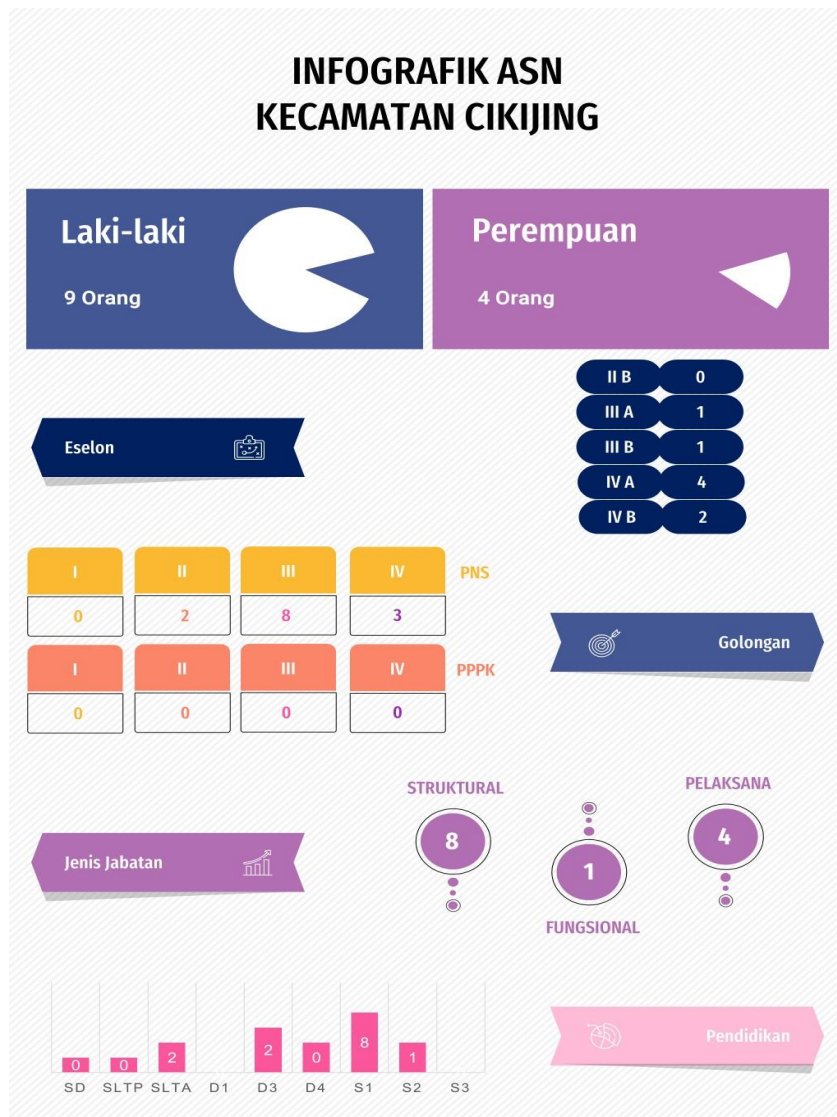 INFOGRAFIK ASN
KECAMATAN CIKIJING
Laki-laki
9 Orang
Perempuan
4 Orang
Eselon
II B 0
III A 1
III B 1
IV A 4
IV B 2
I II III IV PNS
0 2 8 3
I II III IV PPPK
0 0 0 0
Golongan
Jenis Jabatan
STRUKTURAL
8
1
FUNGSIONAL
PELAKSANA
4
0 0 2 2 0 8 1
SD SLTP SLTA D1 D3 D4 S1 S2 S3
Pendidikan